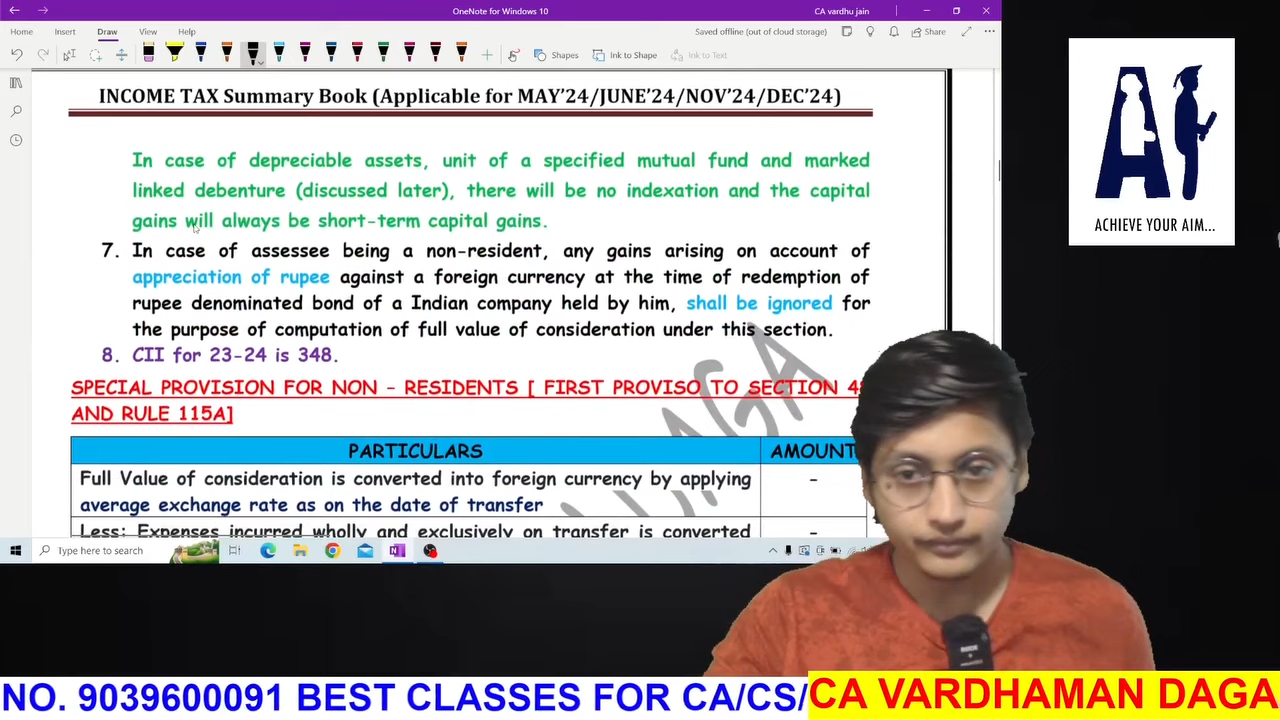 OneNote for Windows 10
CA vardhu jain
Home Insert Draw View Help
Saved offline (out of cloud storage)
Share
Shapes
Ink to Shape
Ink to Text
INCOME TAX Summary Book (Applicable for MAY'24/JUNE'24/NOV'24/DEC'24)
In case of depreciable assets, unit of a specified mutual fund and marked
linked debenture (discussed later), there will be no indexation and the capital
gains will always be short-term capital gains.
7. In case of assessee being a non-resident, any gains arising on account of
appreciation of rupee against a foreign currency at the time of redemption of
rupee denominated bond of a Indian company held by him, shall be ignored for
the purpose of computation of full value of consideration under this section.
8. CII for 23-24 is 348.
SPECIAL PROVISION FOR NON – RESIDENTS [ FIRST PROVISO TO SECTION
AND RULE 115A]
PARTICULARS AMOUNT
Full Value of consideration is converted into foreign currency by applying –
average exchange rate as on the date of transfer
Less: Expenses incurred wholly and exclusively on transfer is converted –
DAGA
Type here to search
AI
ACHIEVE YOUR AIM...
NO. 9039600091 BEST CLASSES FOR CA/CS/
CA VARDHAMAN DAGA